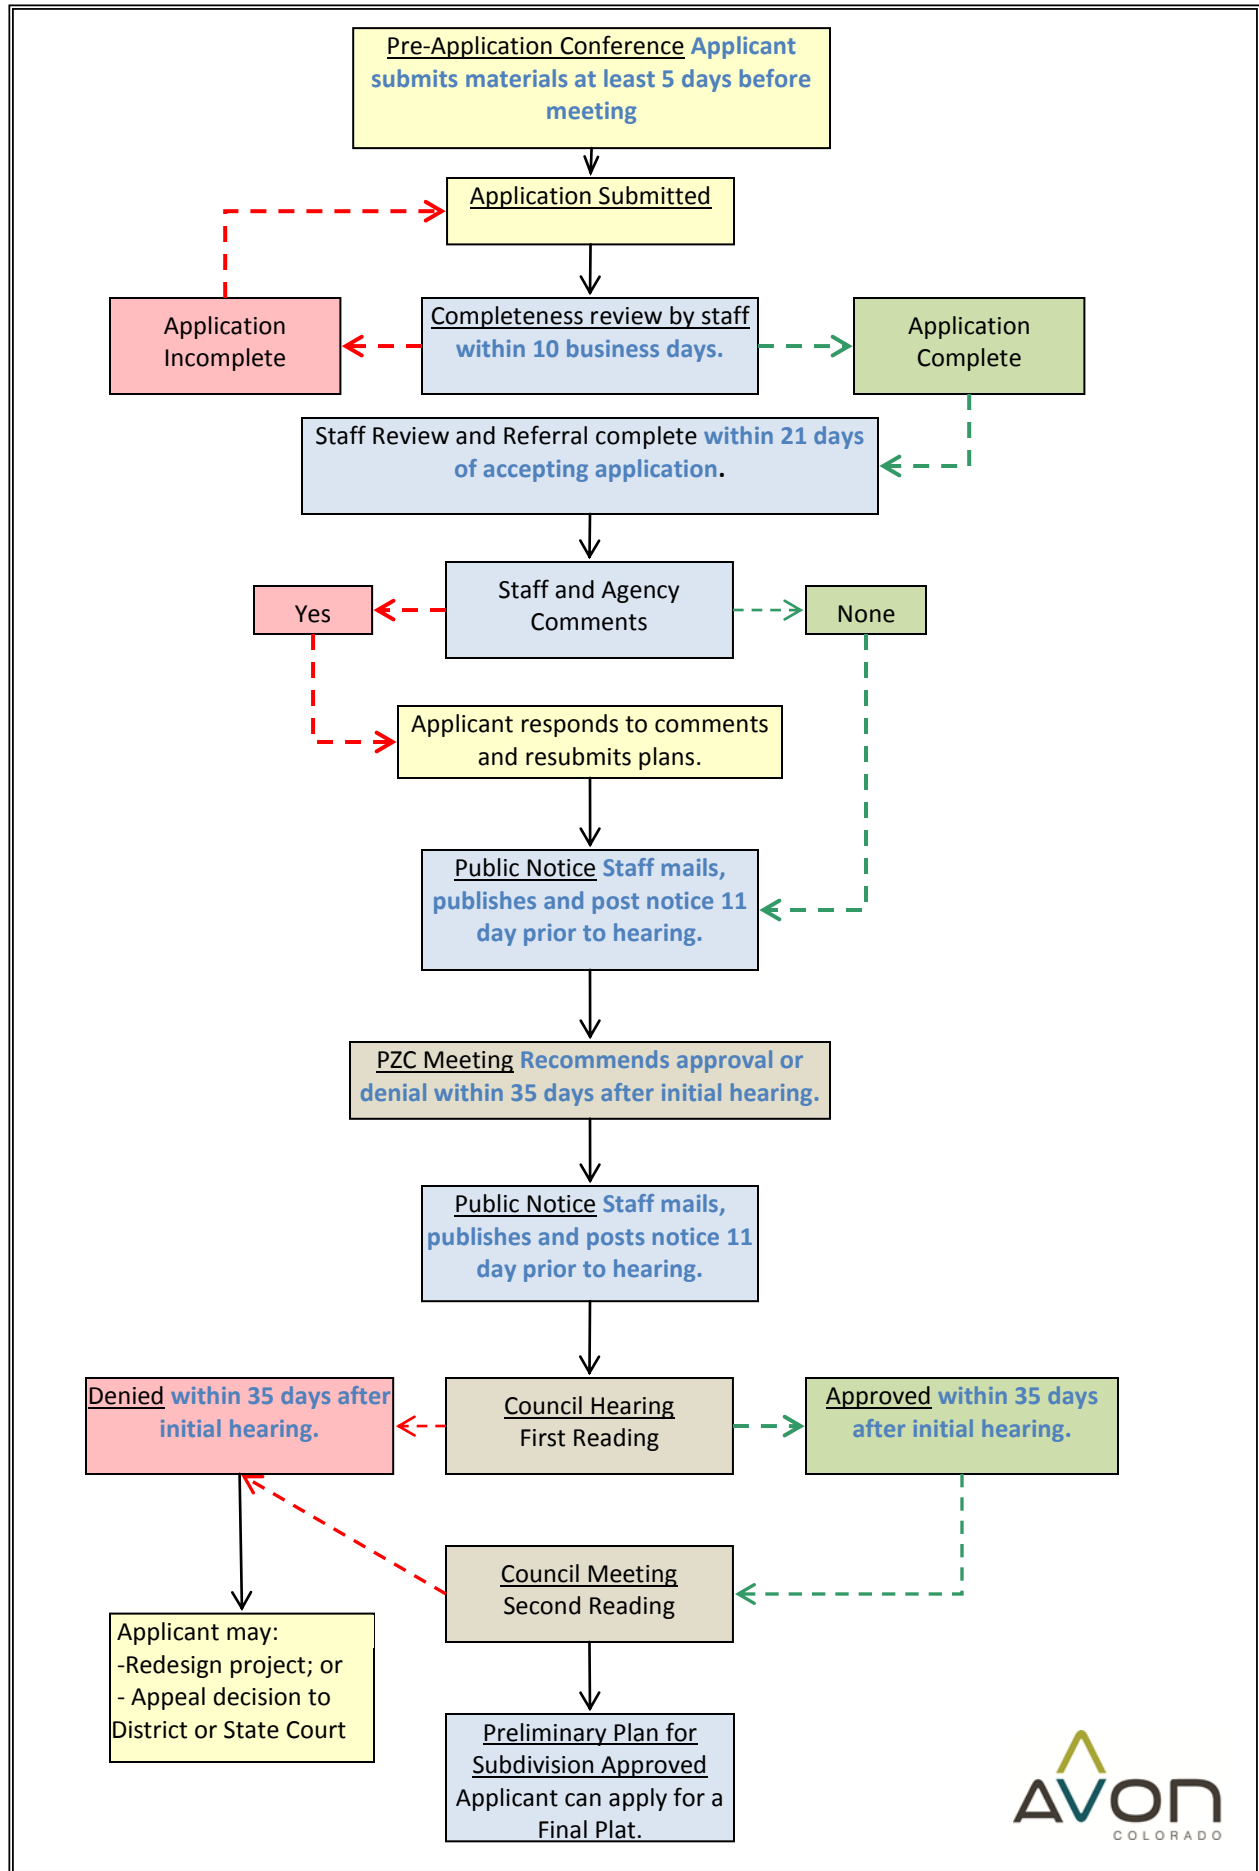 Pre-Application Conference Applicant
submits materials at least 5 days before
meeting
Application Submitted
Application
Incomplete
Completeness review by staff
within 10 business days.
Application
Complete
Staff Review and Referral complete within 21 days
of accepting application.
Yes
Staff and Agency
Comments
None
Applicant responds to comments
and resubmits plans.
Public Notice Staff mails,
publishes and post notice 11
day prior to hearing.
PZC Meeting Recommends approval or
denial within 35 days after initial hearing.
Public Notice Staff mails,
publishes and posts notice 11
day prior to hearing.
Denied within 35 days after
initial hearing.
Council Hearing
First Reading
Approved within 35 days
after initial hearing.
Council Meeting
Second Reading
Applicant may:
-Redesign project; or
- Appeal decision to
District or State Court
Preliminary Plan for
Subdivision Approved
Applicant can apply for a
Final Plat.
AVON
COLORADO